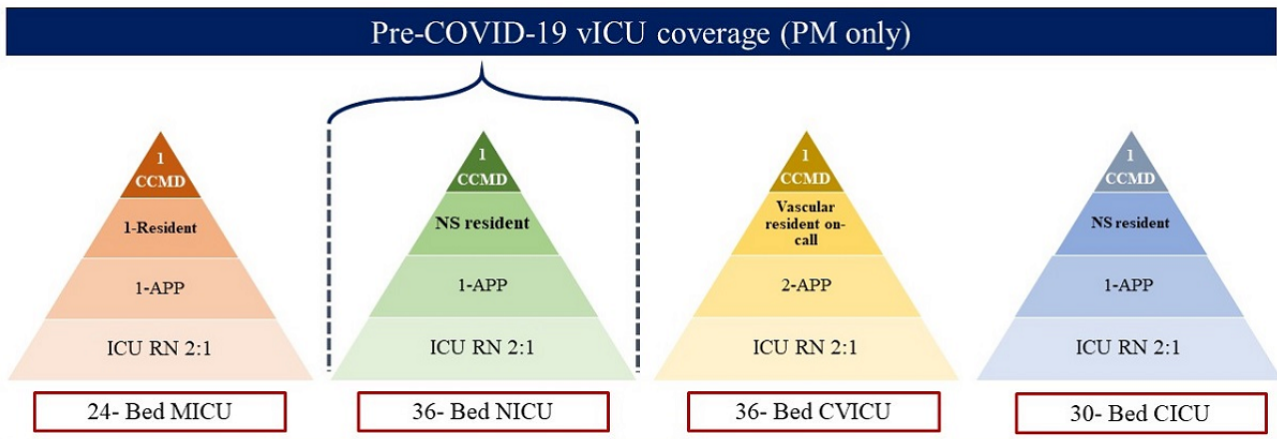 Pre-COVID-19 vICU coverage (PM only)
1
CCMD
1-Resident
1-APP
ICU RN 2:1
24- Bed MICU
1
CCMD
NS resident
1-APP
ICU RN 2:1
36- Bed NICU
1
CCMD
Vascular
resident on-
call
2-APP
ICU RN 2:1
36- Bed CVICU
1
CCMD
NS resident
1-APP
ICU RN 2:1
30- Bed CICU